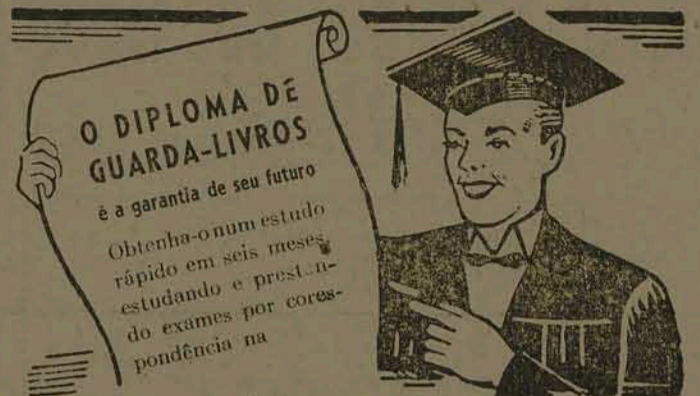 O DIPLOMA DE
GUARDA-LIVROS
é a garantia de seu futuro
Obtenha-o num estudo
rápido em seis meses,
estudando e prestan-
do exames por cores-
pondência na